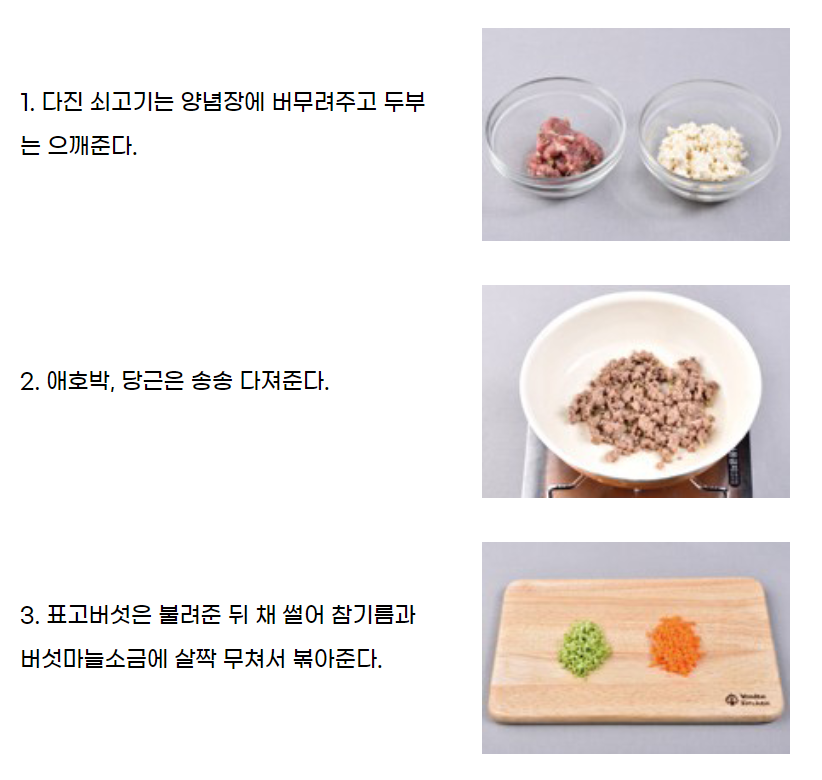 1. 다진 쇠고기는 양념장에 버무려주고 두부
는 으깨준다.
2. 애호박, 당근은 송송 다져준다.
3. 표고버섯은 불려준 뒤 채 썰어 참기름과
버섯마늘소금에 살짝 무쳐서 볶아준다.